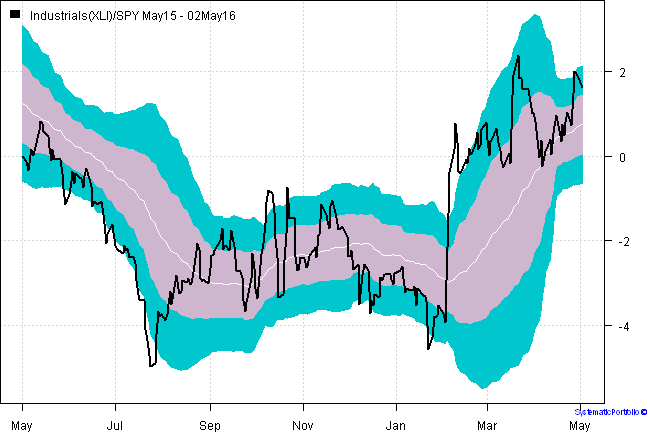 Industrials(XLI)/SPY May15 - 02May16
2
0
-2
-4
SystematicPortfolio ©
May Jul Sep Nov Jan Mar May